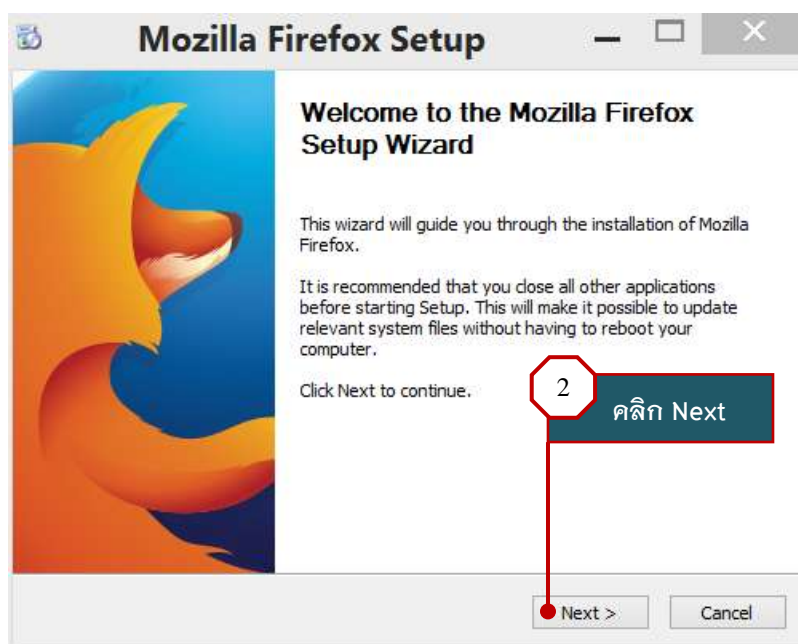 Mozilla Firefox Setup
Welcome to the Mozilla Firefox
Setup Wizard
This wizard will guide you through the installation of Mozilla
Firefox.
It is recommended that you close all other applications
before starting Setup. This will make it possible to update
relevant system files without having to reboot your
computer.
Click Next to continue.
2
คลิก Next
Next >
Cancel